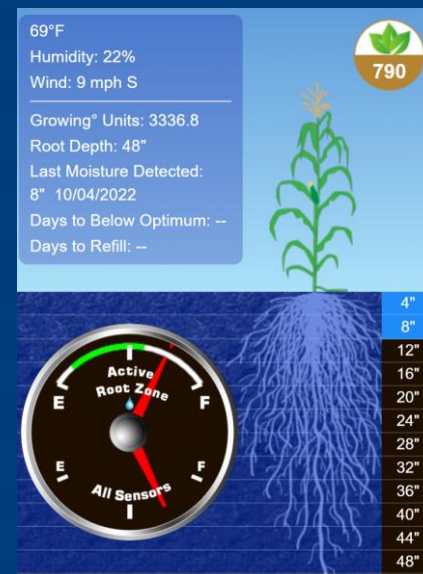 69°F
Humidity: 22%
Wind: 9 mph S
Growing° Units: 3336.8
Root Depth: 48"
Last Moisture Detected:
8" 10/04/2022
Days to Below Optimum: --
Days to Refill: --
790
4"
8"
12"
16"
20"
24"
28"
32"
36"
40"
44"
48"
Active
Root Zone
E F
E F
All Sensors